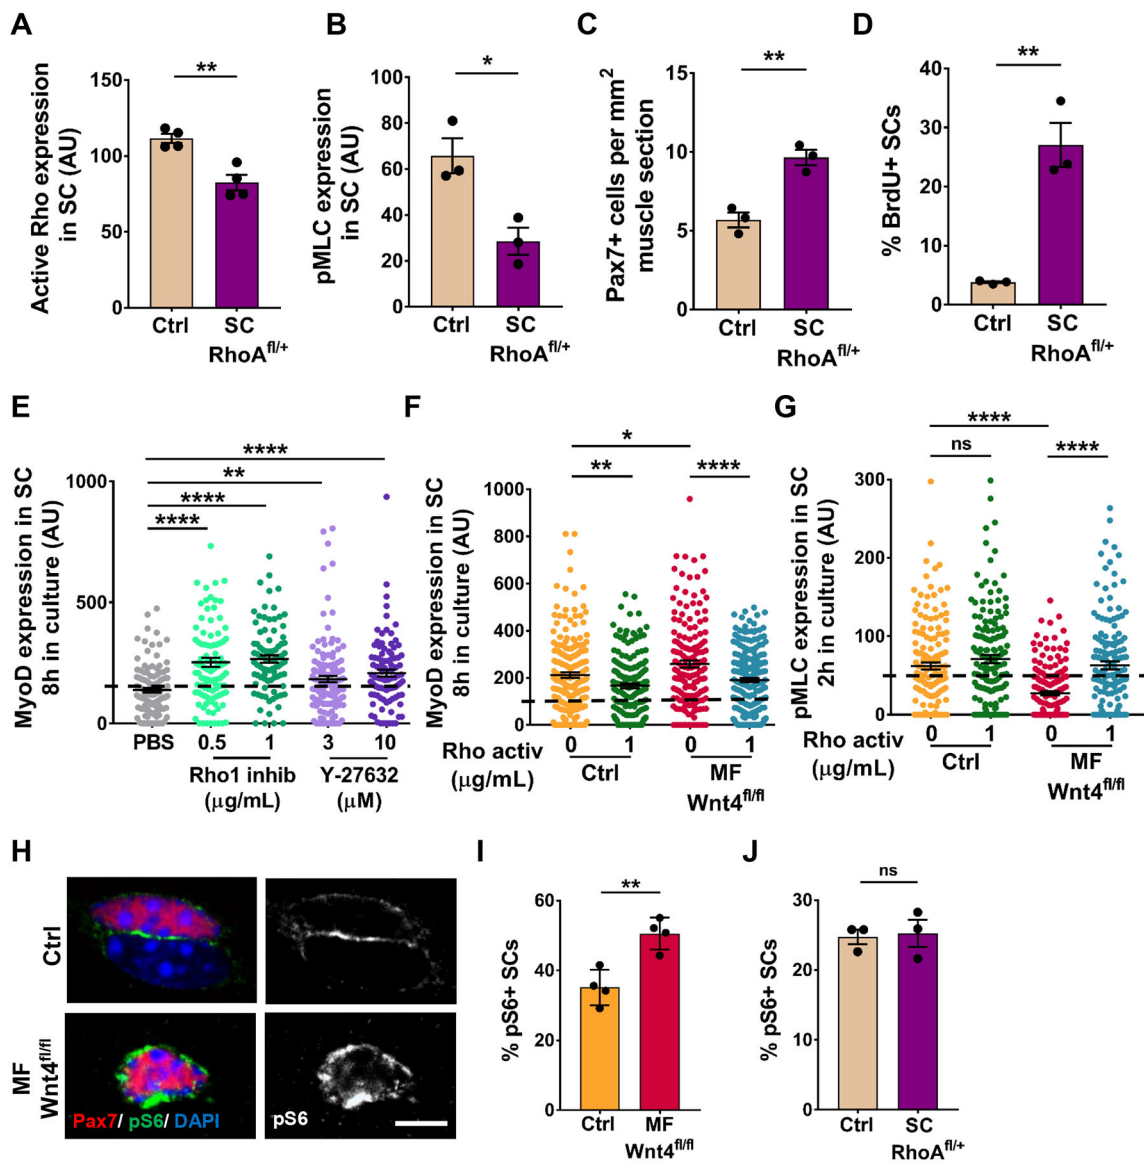 A
Active Rho expression
in SC (AU)
150
100
50
0
**
Ctrl
SC
RhoA^fl/+
B
pMLC expression
in SC (AU)
100
80
60
40
20
0
*
Ctrl
SC
RhoA^fl/+
C
Pax7+ cells per mm²
muscle section
15
10
5
0
**
Ctrl
SC
RhoA^fl/+
D
% BrdU+ SCs
40
30
20
10
0
**
Ctrl
SC
RhoA^fl/+
E
MyoD expression in SC
8h in culture (AU)
1000
500
0
****
**
****
****
PBS 0.5 1 3 10
Rho1 inhib Y-27632
(μg/mL) (μM)
F
MyoD expression in SC
8h in culture (AU)
1000
800
600
400
200
0
*
** ****
0 1 0 1
Rho activ
(μg/mL)
Ctrl MF
Wnt4^fl/fl
G
pMLC expression in SC
2h in culture (AU)
300
200
100
0
****
ns ****
0 1 0 1
Rho activ
(μg/mL)
Ctrl MF
Wnt4^fl/fl
H
Ctrl
MF
Wnt4^fl/fl
Pax7/ pS6/ DAPI
pS6
I
% pS6+ SCs
60
40
20
0
**
Ctrl MF
Wnt4^fl/fl
J
% pS6+ SCs
30
20
10
0
ns
Ctrl SC
RhoA^fl/+